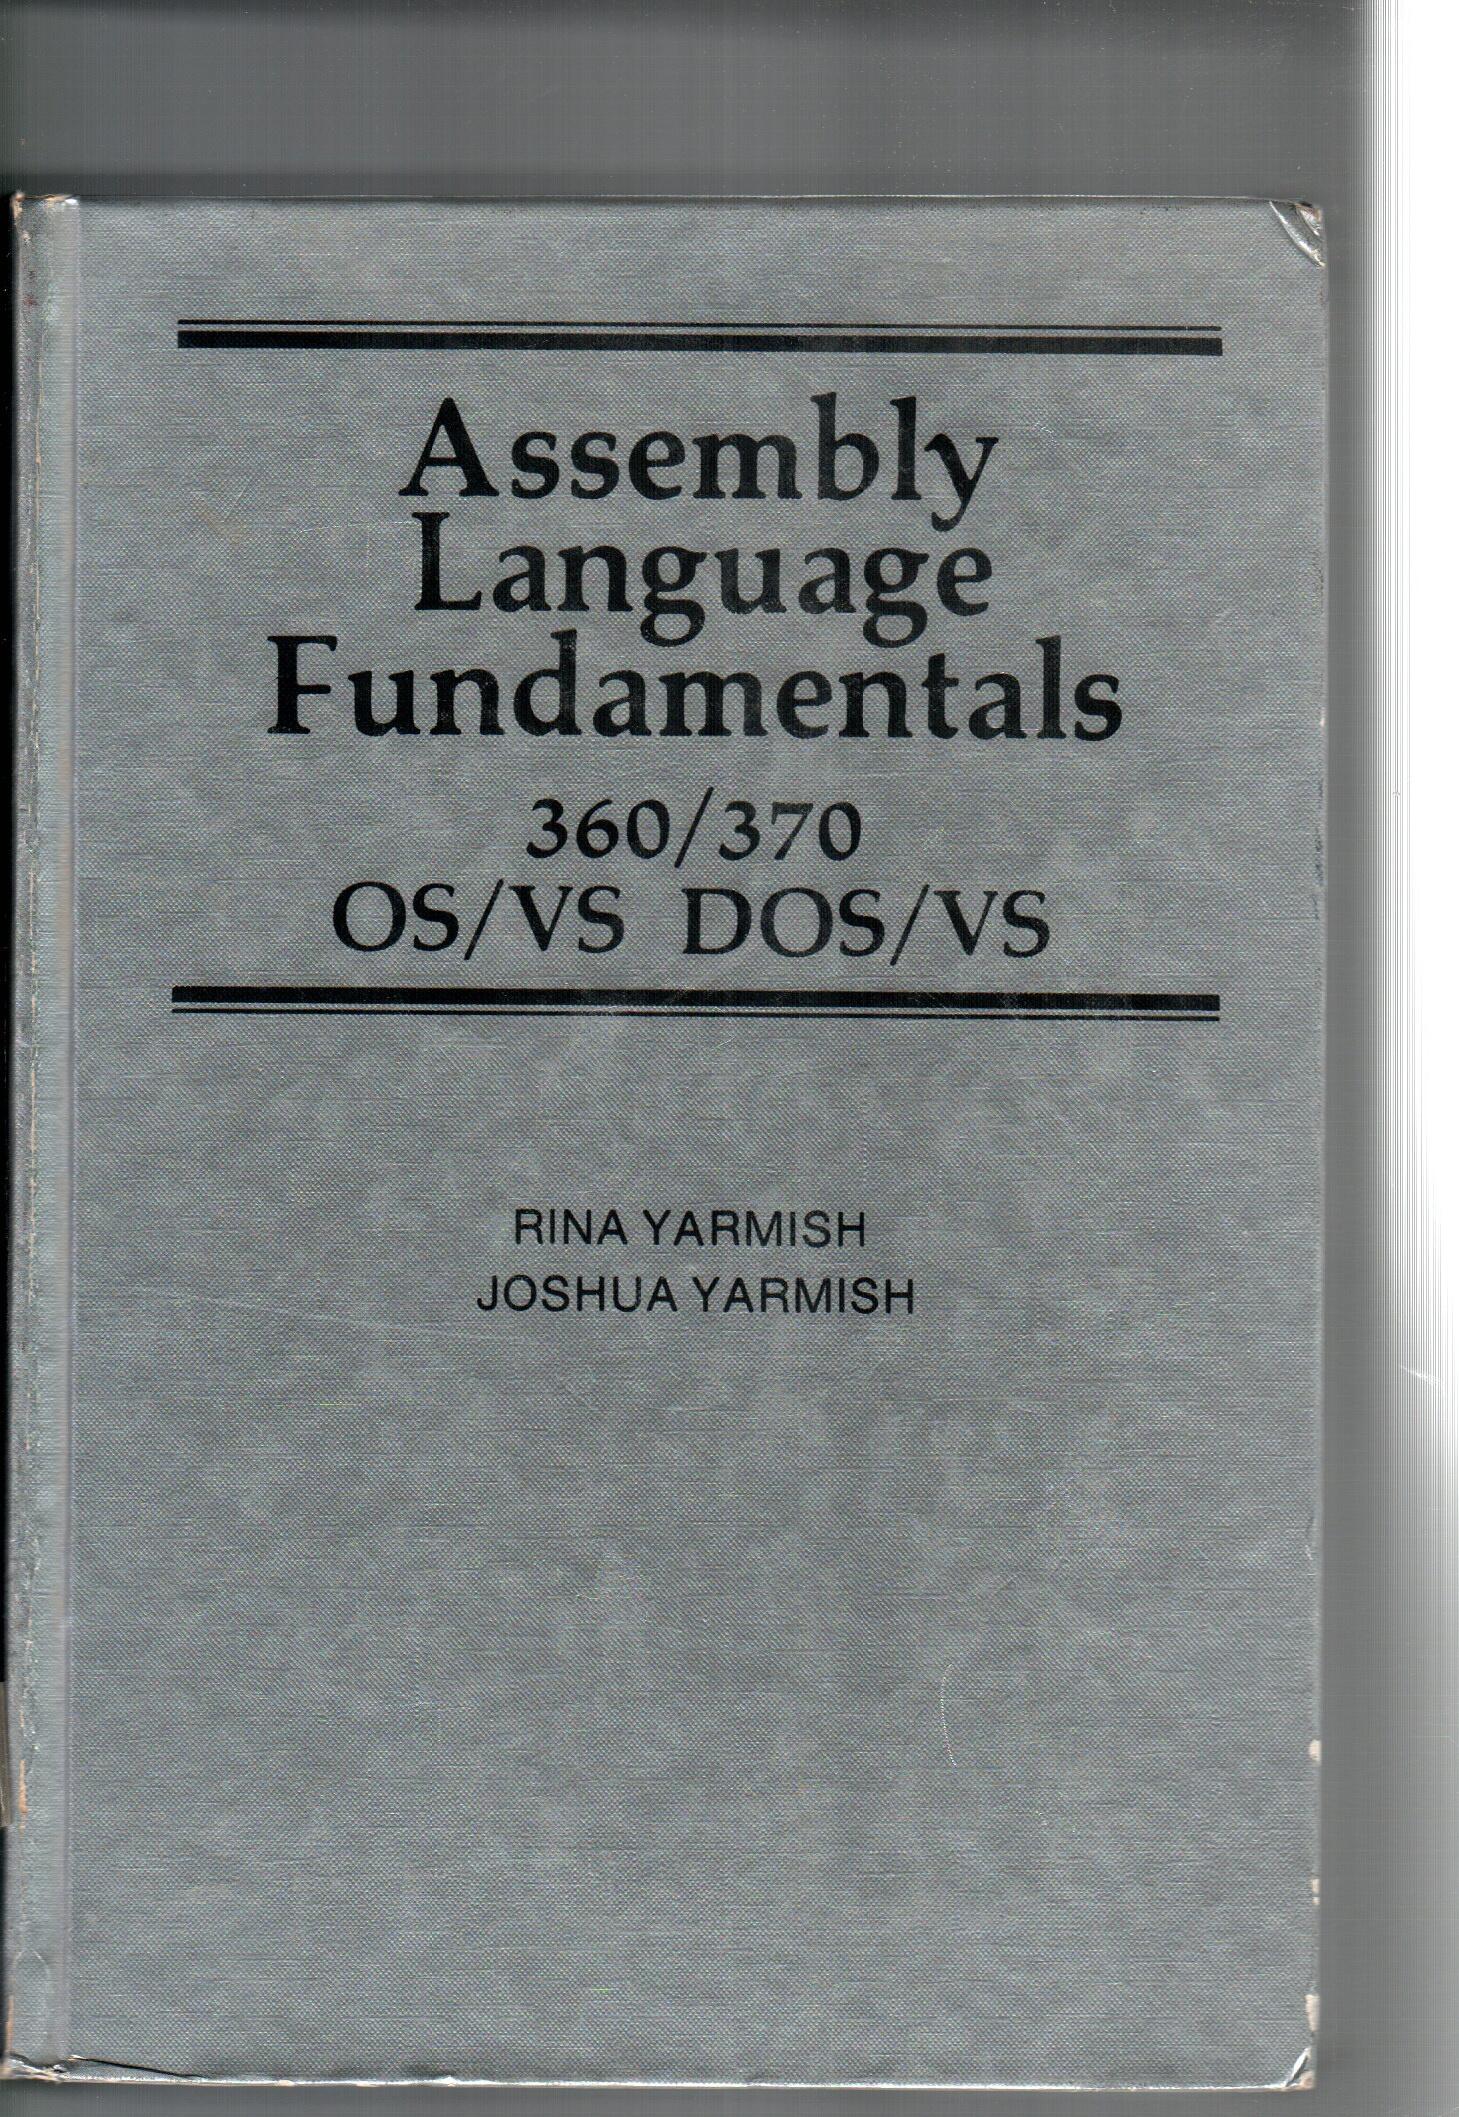 Assembly
Language
Fundamentals
360/370
OS/VS DOS/VS
RINA YARMISH
JOSHUA YARMISH